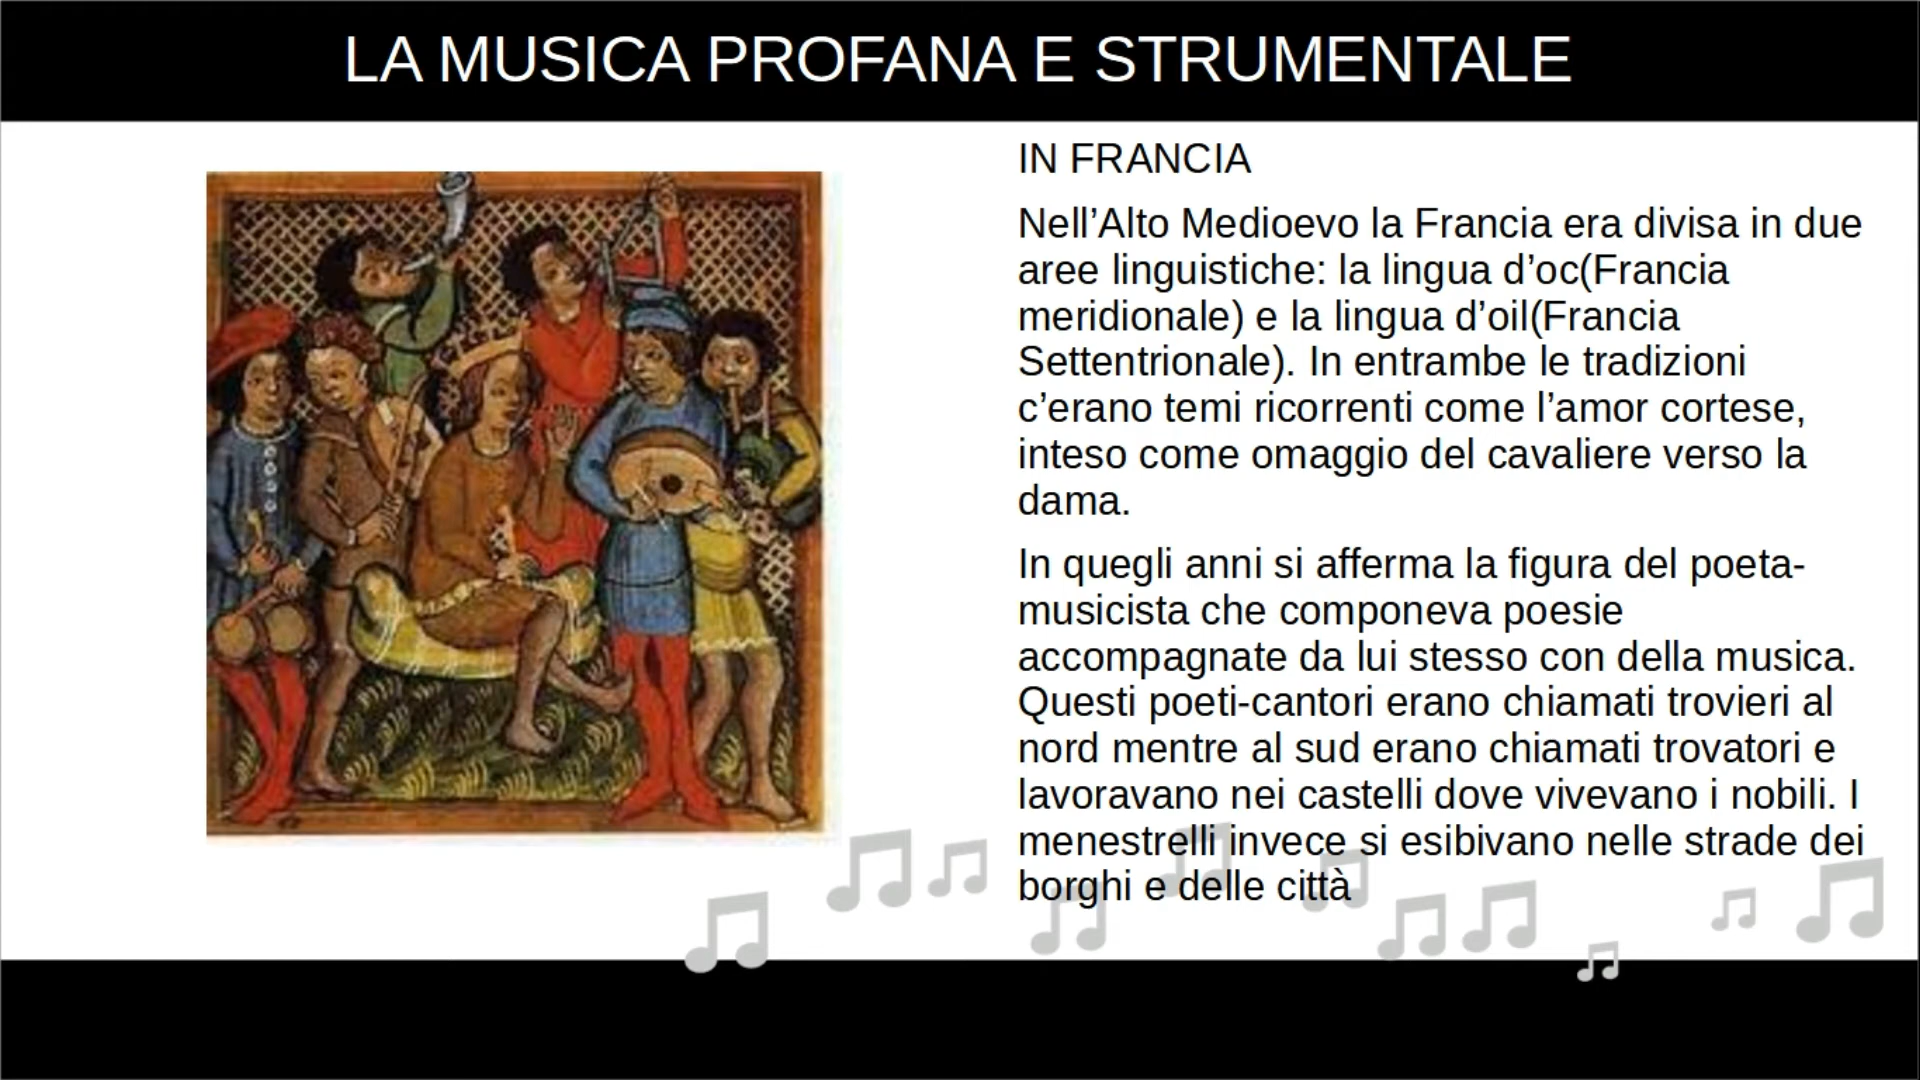 LA MUSICA PROFANA E STRUMENTALE
IN FRANCIA
Nell’Alto Medioevo la Francia era divisa in due
aree linguistiche: la lingua d’oc(Francia
meridionale) e la lingua d’oil(Francia
Settentrionale). In entrambe le tradizioni
c’erano temi ricorrenti come l’amor cortese,
inteso come omaggio del cavaliere verso la
dama.
In quegli anni si afferma la figura del poeta-
musicista che componeva poesie
accompagnate da lui stesso con della musica.
Questi poeti-cantori erano chiamati trovieri al
nord mentre al sud erano chiamati trovatori e
lavoravano nei castelli dove vivevano i nobili. I
menestrelli invece si esibivano nelle strade dei
borghi e delle città